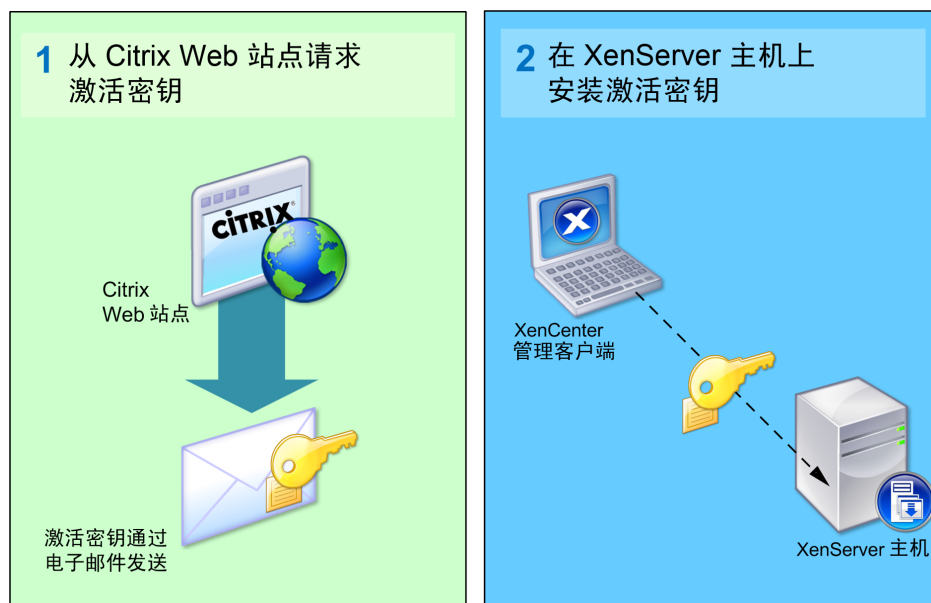 1 从 Citrix Web 站点请求
激活密钥
CITRIX
Citrix
Web 站点
激活密钥通过
电子邮件发送
2 在 XenServer 主机上
安装激活密钥
X
XenCenter
管理客户端
XenServer 主机